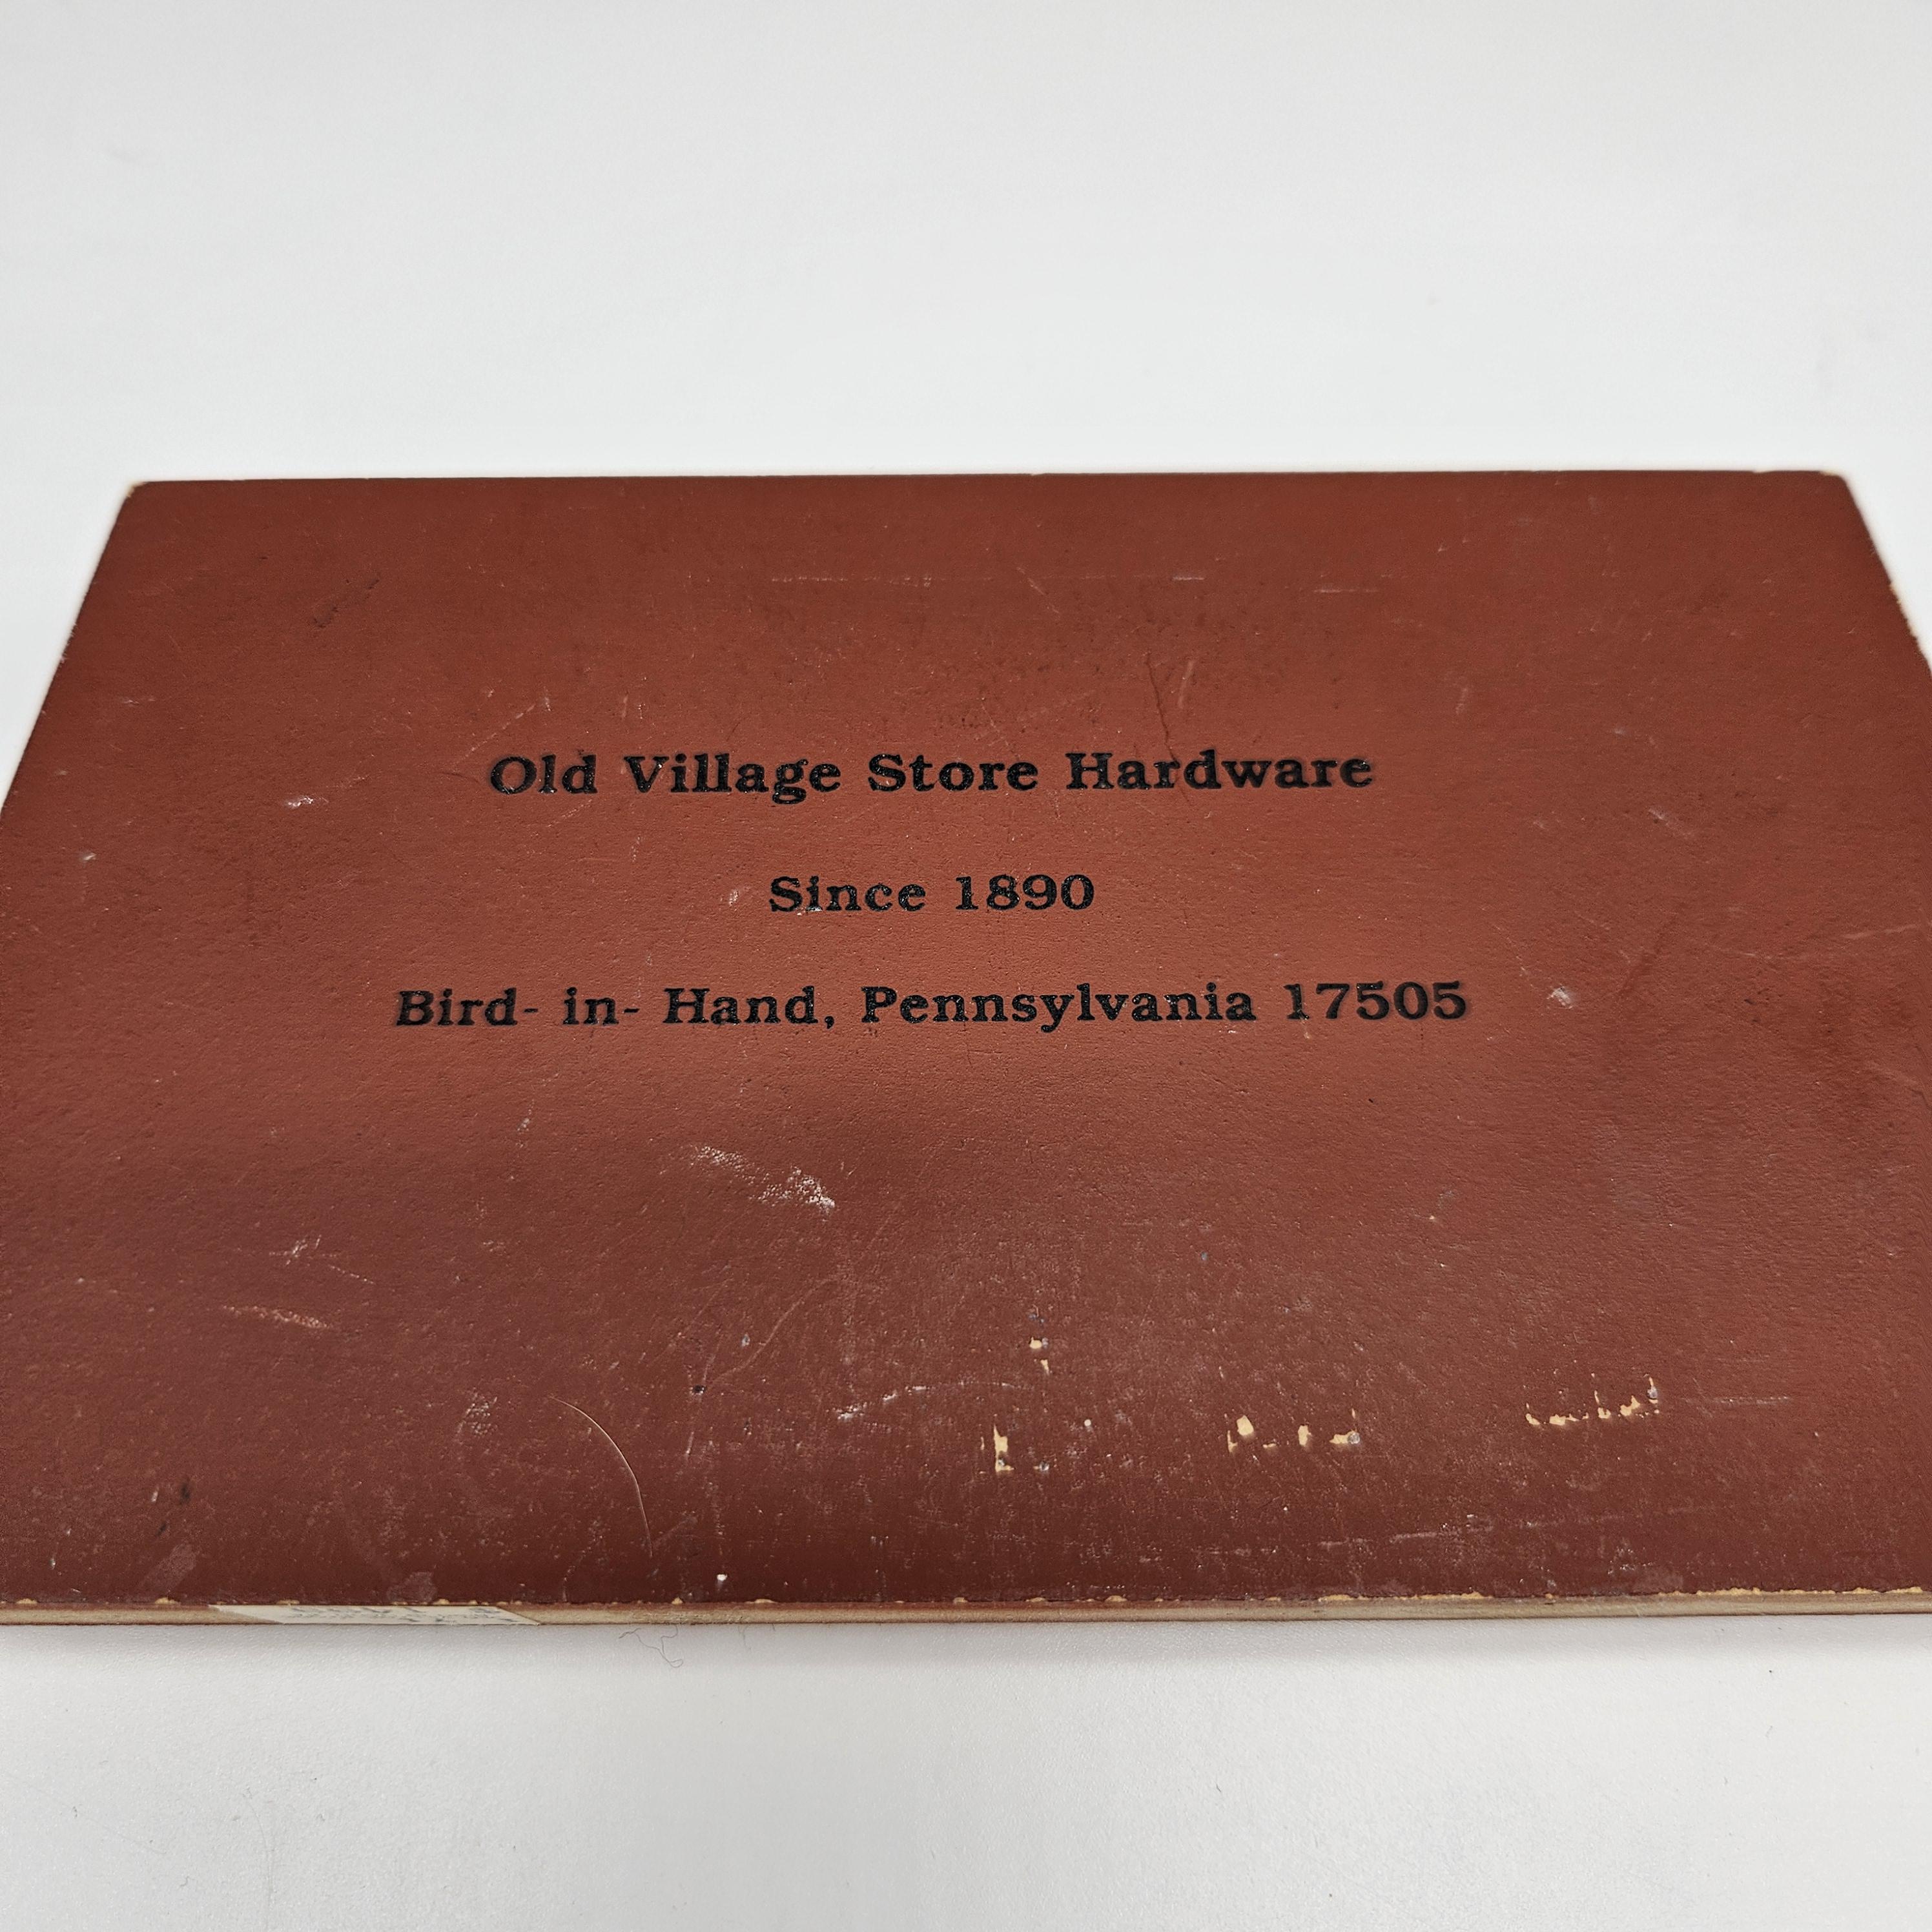 Old Village Store Hardware
Since 1890
Bird- in- Hand, Pennsylvania 17505